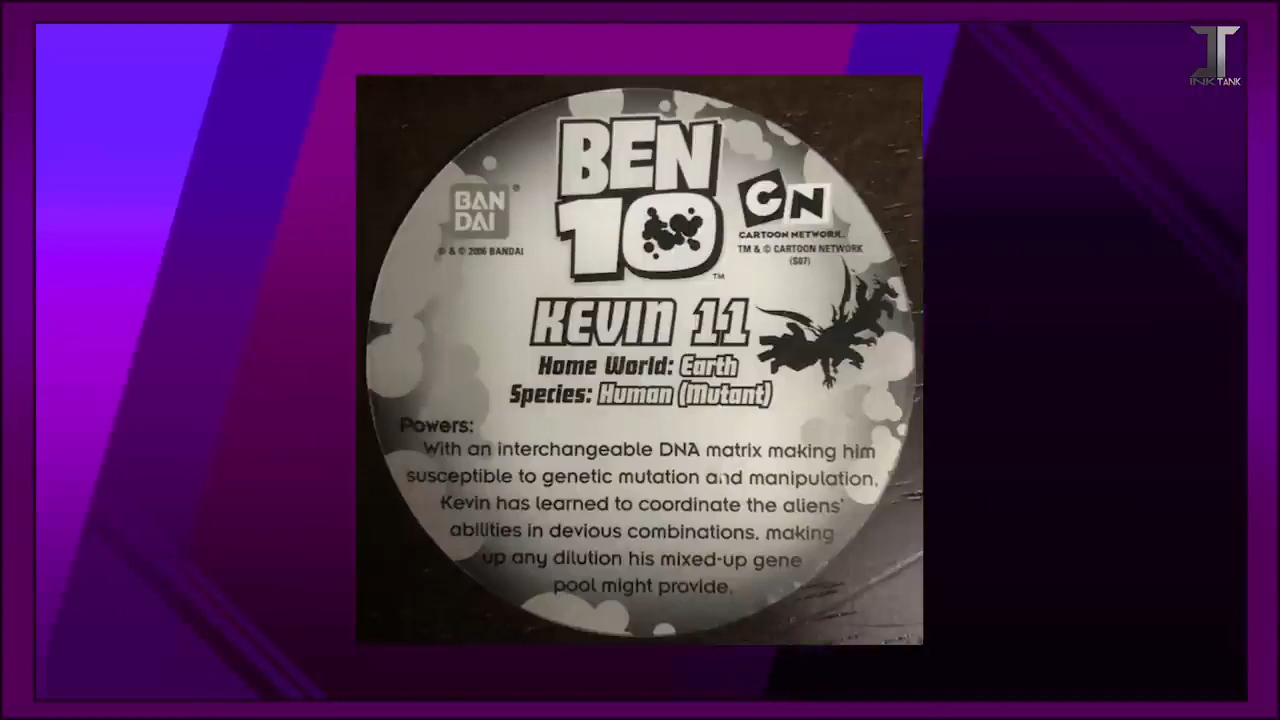 INK TANK
BEN
10
TM
BAN
DAI
®
© & © 2006 BANDAI
CN
CARTOON NETWORK.
TM & © CARTOON NETWORK
(S07)
KEVIN 11
Home World: Earth
Species: Human (Mutant)
Powers:
With an interchangeable DNA matrix making him
susceptible to genetic mutation and manipulation,
Kevin has learned to coordinate the aliens'
abilities in devious combinations, making
up any dilution his mixed-up gene
pool might provide.